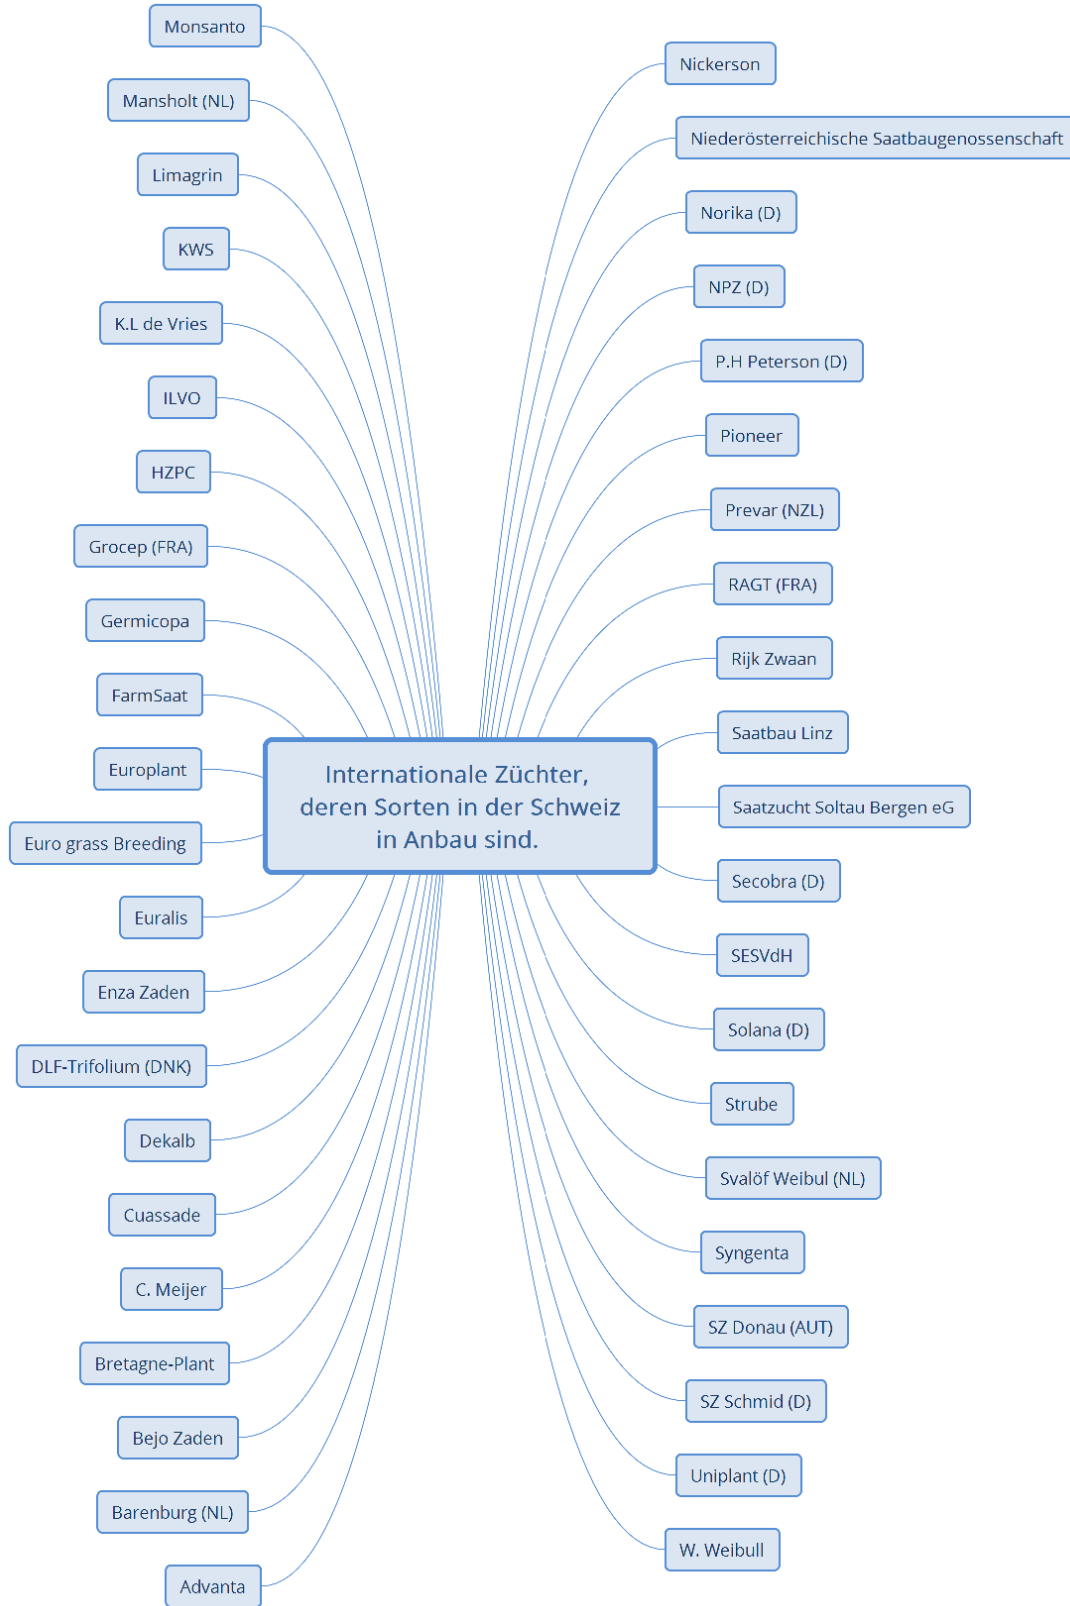 Monsanto
Mansholt (NL)
Limagrin
KWS
K.L de Vries
ILVO
HZPC
Grocep (FRA)
Germicopa
FarmSaat
Europlant
Euro grass Breeding
Euralis
Enza Zaden
DLF-Trifolium (DNK)
Dekalb
Cuassade
C. Meijer
Bretagne-Plant
Bejo Zaden
Barenburg (NL)
Advanta
Internationale Züchter,
deren Sorten in der Schweiz
in Anbau sind.
Nickerson
Niederösterreichische Saatbaugenossenschaft
Norika (D)
NPZ (D)
P.H Peterson (D)
Pioneer
Prevar (NZL)
RAGT (FRA)
Rijk Zwaan
Saatbau Linz
Saatzucht Soltau Bergen eG
Secobra (D)
SESVdH
Solana (D)
Strube
Svalöf Weibul (NL)
Syngenta
SZ Donau (AUT)
SZ Schmid (D)
Uniplant (D)
W. Weibull